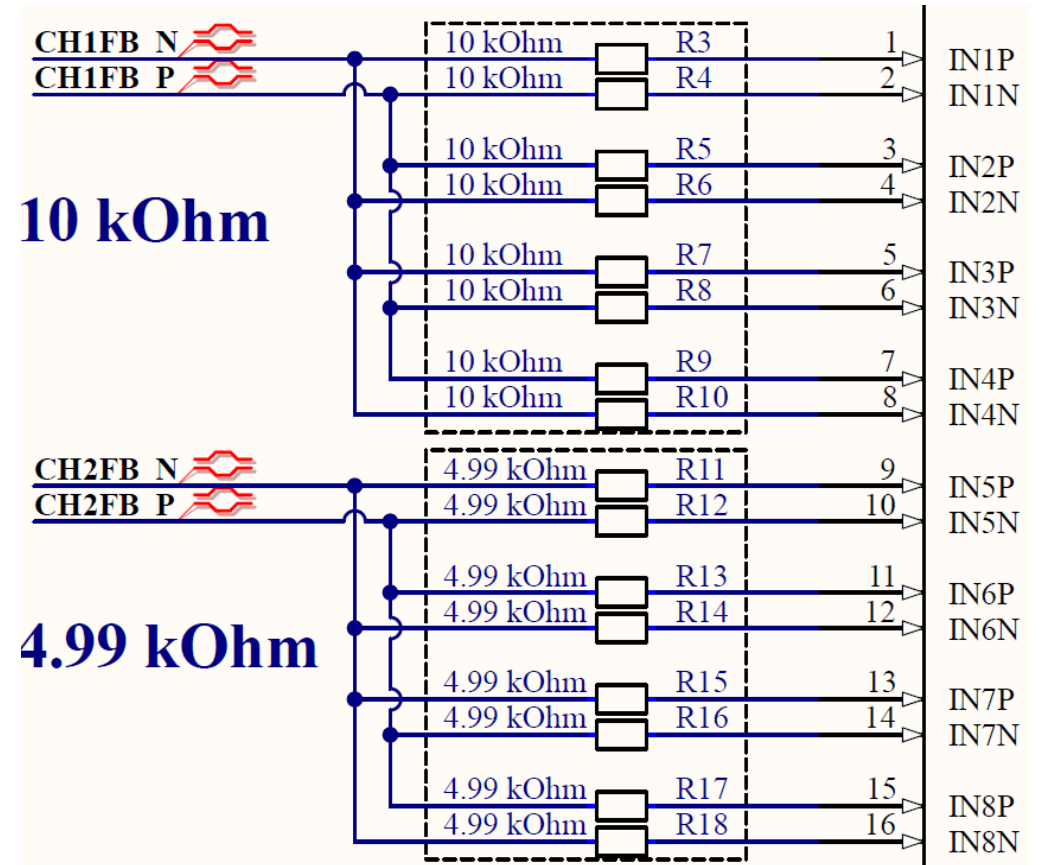 CH1FB N 10 kOhm R3 1 IN1P
CH1FB P 10 kOhm R4 2 IN1N
10 kOhm R5 3 IN2P
10 kOhm R6 4 IN2N
10 kOhm
10 kOhm R7 5 IN3P
10 kOhm R8 6 IN3N
10 kOhm R9 7 IN4P
10 kOhm R10 8 IN4N
CH2FB N 4.99 kOhm R11 9 IN5P
CH2FB P 4.99 kOhm R12 10 IN5N
4.99 kOhm R13 11 IN6P
4.99 kOhm R14 12 IN6N
4.99 kOhm
4.99 kOhm R15 13 IN7P
4.99 kOhm R16 14 IN7N
4.99 kOhm R17 15 IN8P
4.99 kOhm R18 16 IN8N